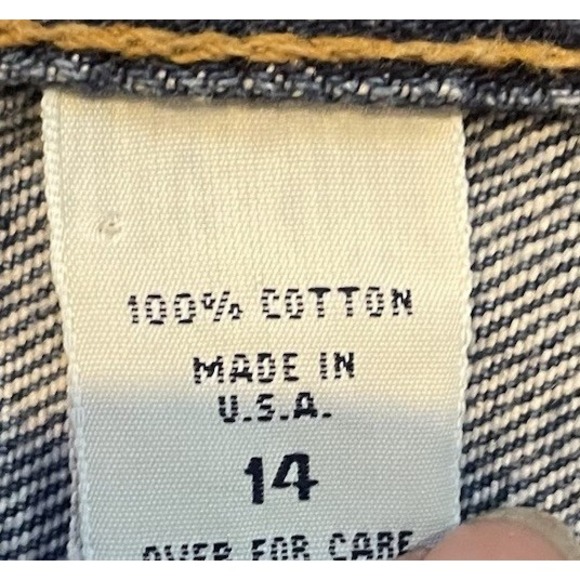 100% COTTON
MADE IN
U.S.A.
14
OVER FOR CARE